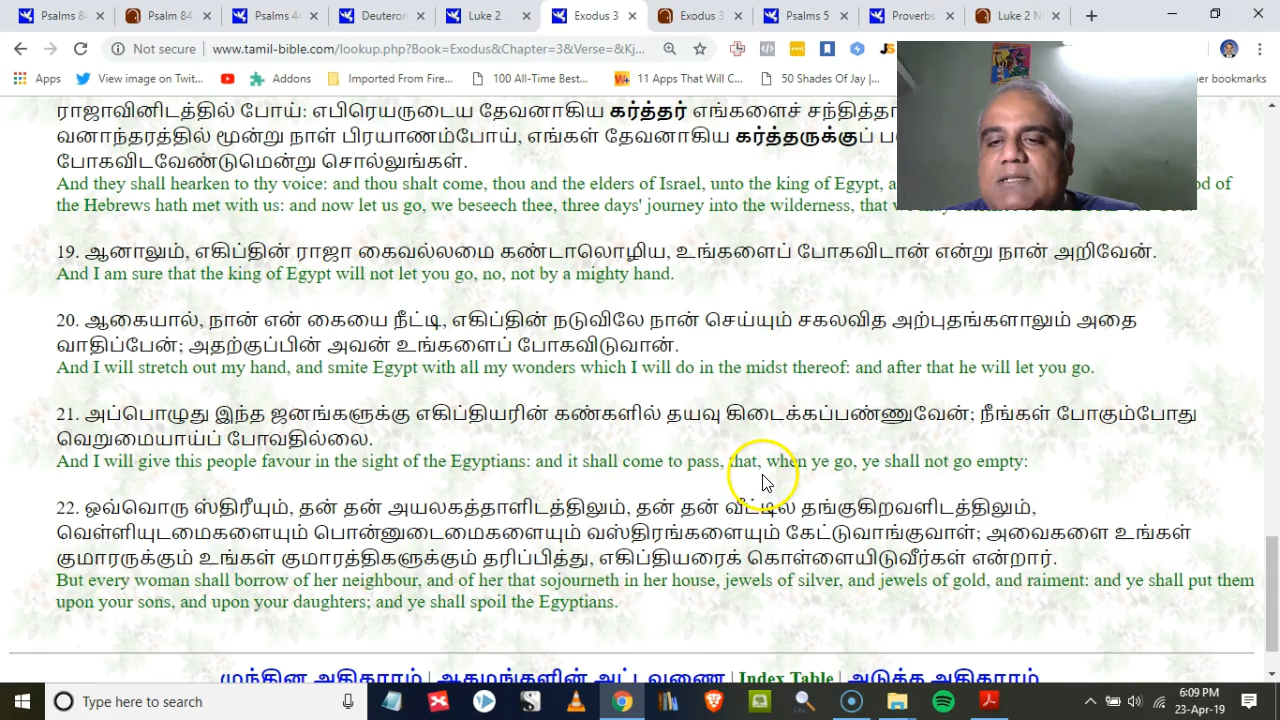 Psalms 8
Psalm 84
Psalms 4
Deuteron
Luke 2
Exodus 3
Exodus 3
Psalms 5
Proverbs
Luke 2 N
Not secure | www.tamil-bible.com/lookup.php?Book=Exodus&Chapter=3&Verse=&Kj...
Apps View image on Twit... Addons Imported From Fire... 100 All-Time Best... 11 Apps That Will C... 50 Shades Of Jay |... her bookmarks
ராஜாவினிடத்தில் போய்: எபிரெயருடைய தேவனாகிய கர்த்தர் எங்களைச்
வனாந்தரத்தில் மூன்று நாள் பிரயாணம்போய், எங்கள் தேவனாகிய கர்த்தருக்குப்
போகவிடவேண்டுமென்று சொல்லுங்கள்.
And they shall hearken to thy voice: and thou shalt come, thou and the elders of Israel, unto the king of Egypt, of
the Hebrews hath met with us: and now let us go, we beseech thee, three days' journey into the wilderness,
19. ஆனாலும், எகிப்தின் ராஜா கைவல்லமை கண்டாலொழிய, உங்களைப் போகவிடான் என்று நான் அறிவேன்.
And I am sure that the king of Egypt will not let you go, no, not by a mighty hand.
20. ஆகையால், நான் என் கையை நீட்டி, எகிப்தின் நடுவிலே நான் செய்யும் சகலவித அற்புதங்களாலும் அதை
வாதிப்பேன்; அதற்குப்பின் அவன் உங்களைப் போகவிடுவான்.
And I will stretch out my hand, and smite Egypt with all my wonders which I will do in the midst thereof: and after that he will let you go.
21. அப்பொழுது இந்த ஜனங்களுக்கு எகிப்தியரின் கண்களில் தயவு கிடைக்கப்பண்ணுவேன்; நீங்கள் போகும்போது
வெறுமையாய்ப் போவதில்லை.
And I will give this people favour in the sight of the Egyptians: and it shall come to pass, that, when ye go, ye shall not go empty:
22. ஒவ்வொரு ஸ்திரீயும், தன் தன் அயலகத்தாளிடத்திலும், தன் தன் வீட்டில் தங்குகிறவளிடத்திலும்,
வெள்ளியுடமைகளையும் பொன்னுடைமைகளையும் வஸ்திரங்களையும் கேட்டுவாங்குவாள்; அவைகளை உங்கள்
குமாரருக்கும் உங்கள் குமாரத்திகளுக்கும் தரிப்பித்து, எகிப்தியரைக் கொள்ளையிடுவீர்கள் என்றார்.
But every woman shall borrow of her neighbour, and of her that sojourneth in her house, jewels of silver, and jewels of gold, and raiment: and ye shall put them
upon your sons, and upon your daughters; and ye shall spoil the Egyptians.
முந்தின அதிகாரம் | ஆகமங்களின் அட்டவணை | Index Table | அடுத்த அதிகாரம்
Type here to search
6:09 PM
23-Apr-19